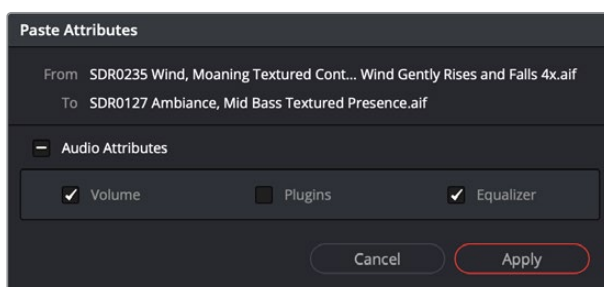 Paste Attributes
From SDR0235 Wind, Moaning Textured Cont... Wind Gently Rises and Falls 4x.aif
To SDR0127 Ambiance, Mid Bass Textured Presence.aif
Audio Attributes
Volume Plugins Equalizer
Cancel Apply